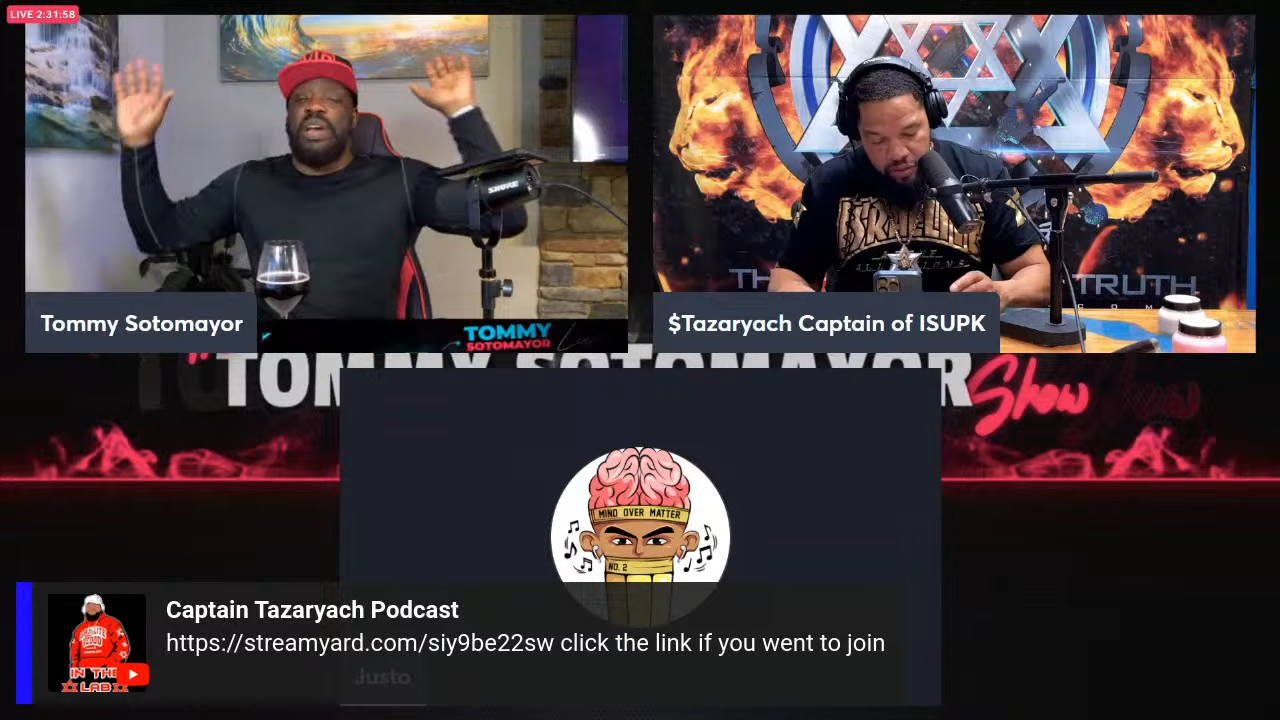 LIVE 2:31:58
SHURE
ISRAELITE
TH
TRUTH
C O M
Tommy Sotomayor
TOMMY
SOTOMAYOR
$Tazaryach Captain of ISUPK
TOMMY SOTOMAYOR
Show
MIND OVER MATTER
NO. 2
Captain Tazaryach Podcast
https://streamyard.com/siy9be22sw click the link if you went to join
IN THE
LAB
Justo